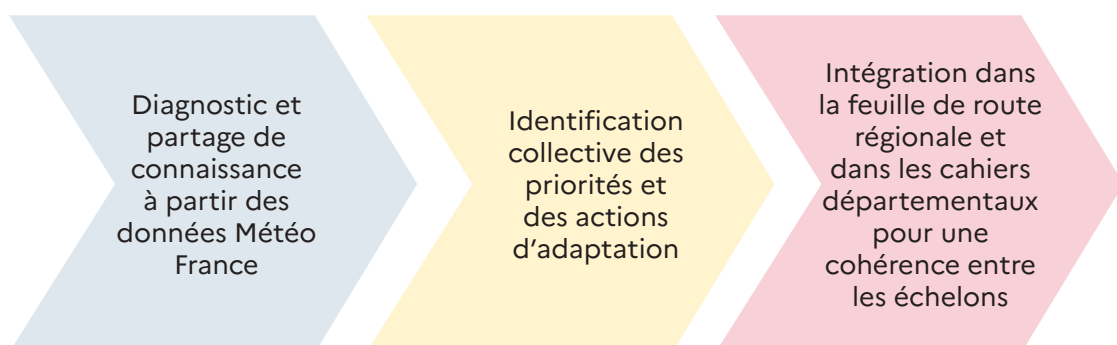 Diagnostic et
partage de
connaissance
à partir des
données Météo
France
Identification
collective des
priorités et
des actions
d’adaptation
Intégration dans
la feuille de route
régionale et
dans les cahiers
départementaux
pour une
cohérence entre
les échelons